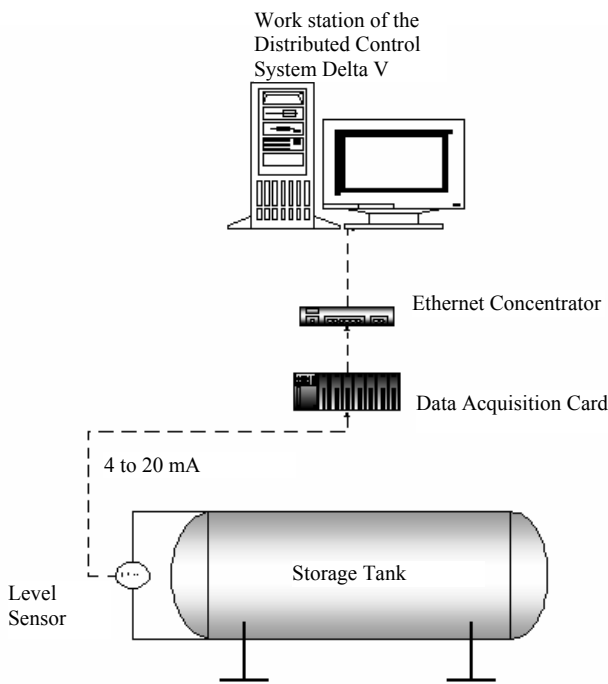 Work station of the
Distributed Control
System Delta V
Ethernet Concentrator
Data Acquisition Card
4 to 20 mA
Storage Tank
Level
Sensor